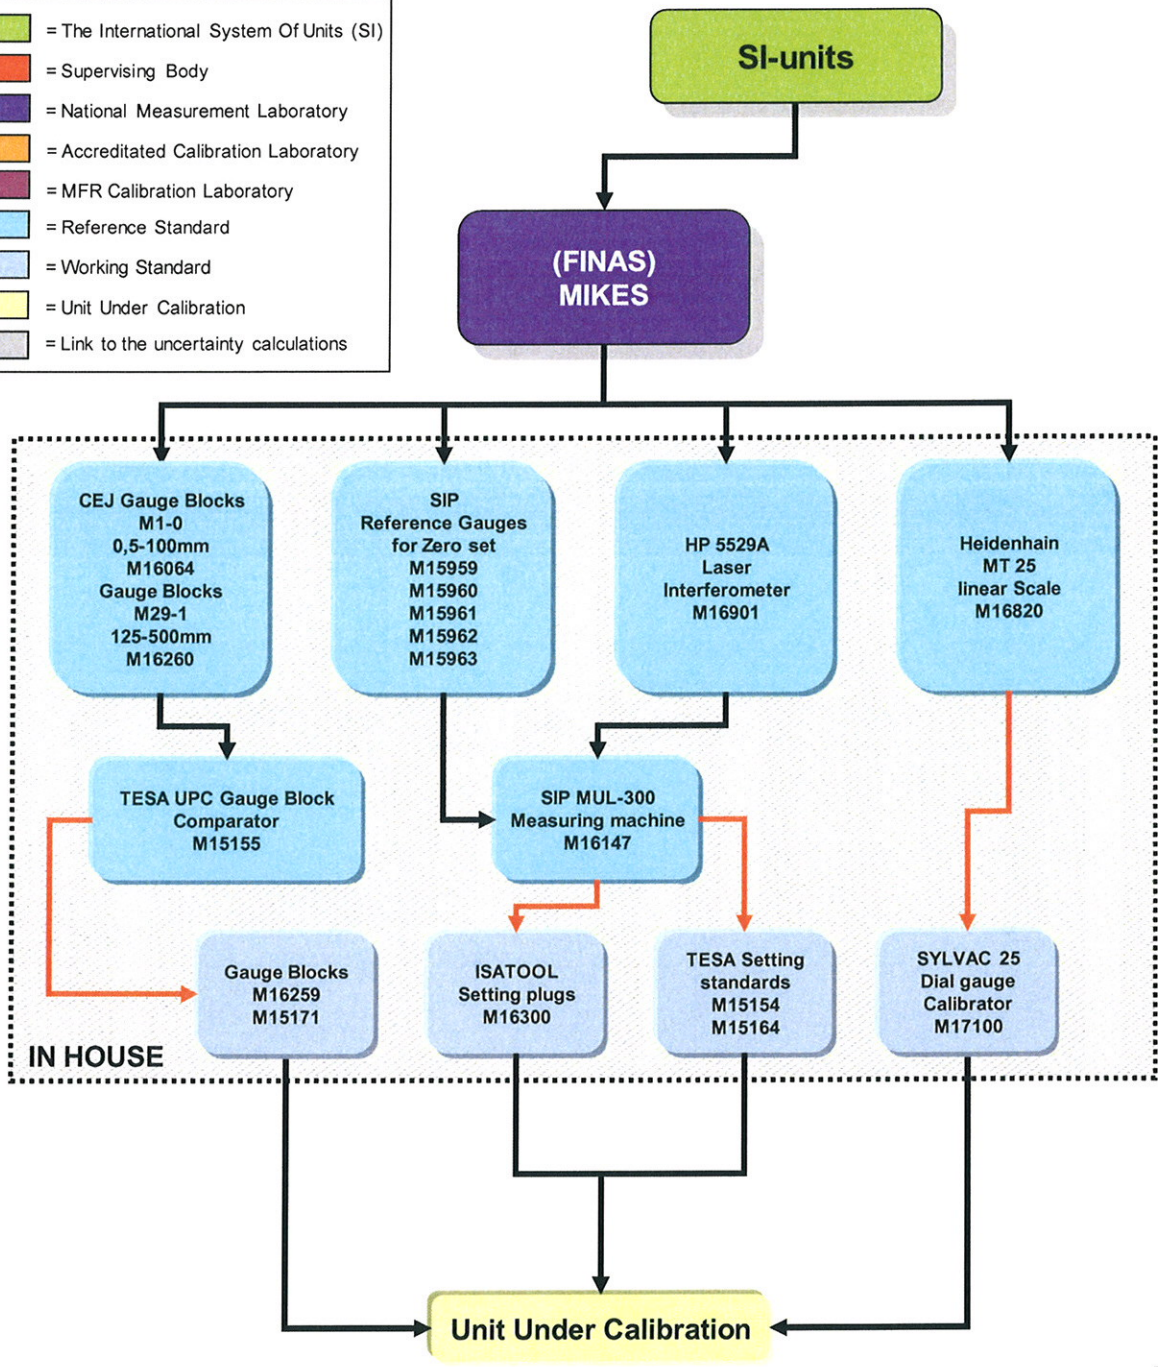 = The International System Of Units (SI)
= Supervising Body
= National Measurement Laboratory
= Accreditated Calibration Laboratory
= MFR Calibration Laboratory
= Reference Standard
= Working Standard
= Unit Under Calibration
= Link to the uncertainty calculations
SI-units
(FINAS)
MIKES
CEJ Gauge Blocks
M1-0
0,5-100mm
M16064
Gauge Blocks
M29-1
125-500mm
M16260
SIP
Reference Gauges
for Zero set
M15959
M15960
M15961
M15962
M15963
HP 5529A
Laser
Interferometer
M16901
Heidenhain
MT 25
linear Scale
M16820
TESA UPC Gauge Block
Comparator
M15155
SIP MUL-300
Measuring machine
M16147
Gauge Blocks
M16259
M15171
ISATOOL
Setting plugs
M16300
TESA Setting
standards
M15154
M15164
SYLVAC 25
Dial gauge
Calibrator
M17100
IN HOUSE
Unit Under Calibration